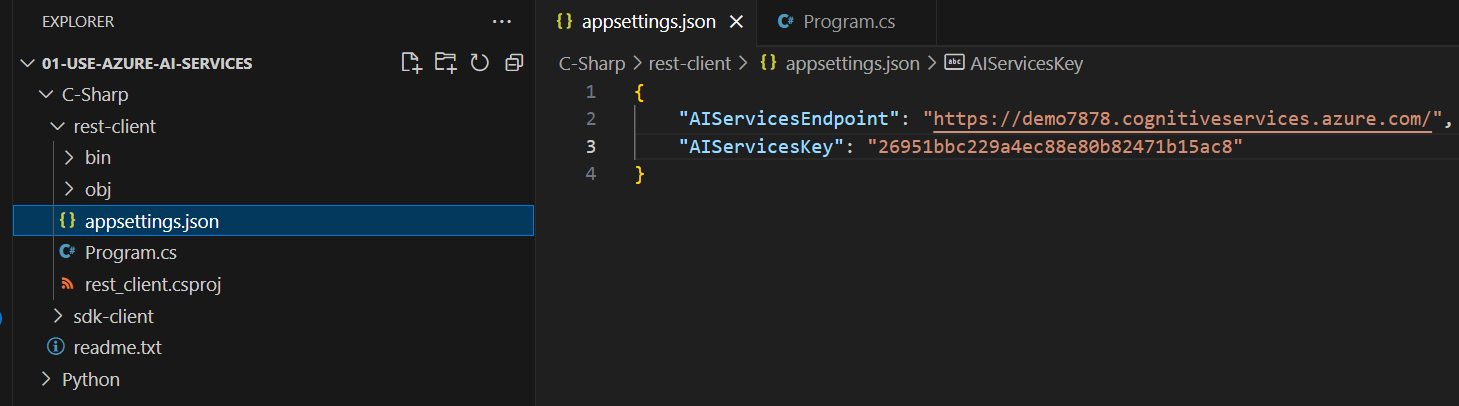 EXPLORER
...
01-USE-AZURE-AI-SERVICES
C-Sharp
rest-client
bin
obj
{} appsettings.json
C# Program.cs
rest_client.csproj
sdk-client
readme.txt
Python
{} appsettings.json ×
C# Program.cs
C-Sharp > rest-client > {} appsettings.json > abc AIServicesKey
1 {
2 "AIServicesEndpoint": "https://demo7878.cognitiveservices.azure.com/",
3 "AIServicesKey": "26951bbc229a4ec88e80b82471b15ac8"
4 }